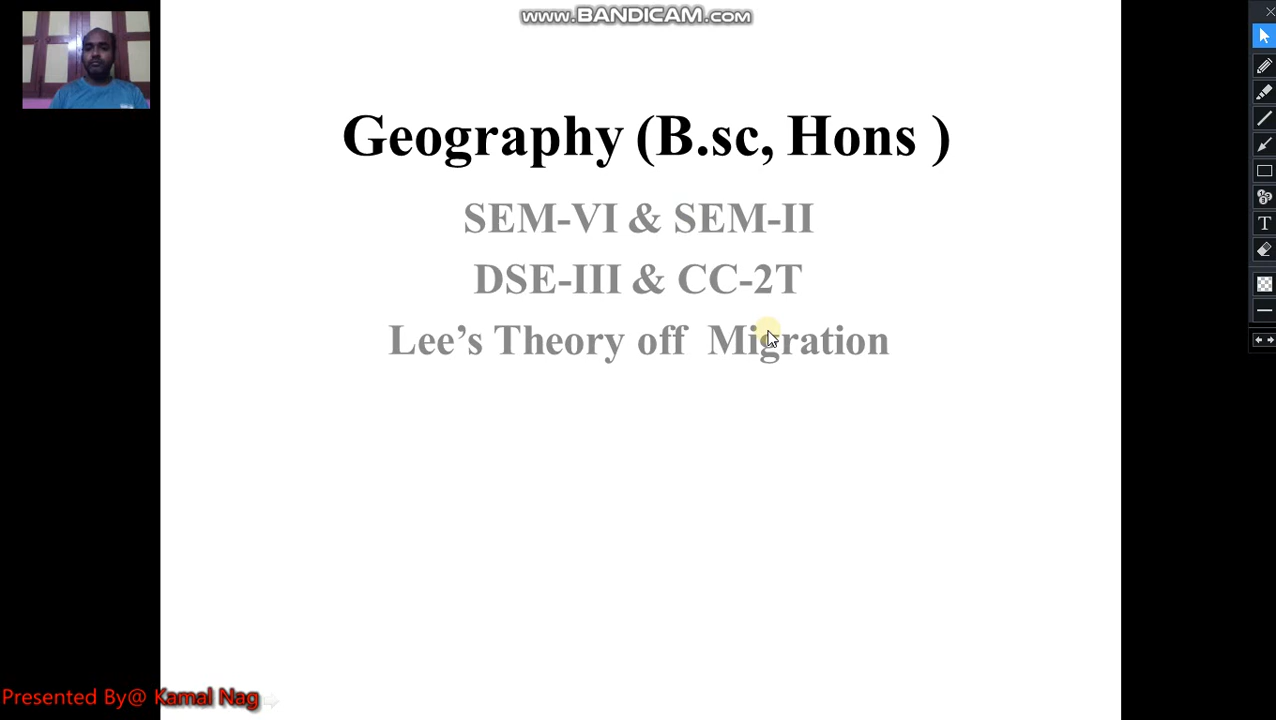 www.BANDICAM.com
Geography (B.sc, Hons )
SEM-VI & SEM-II
DSE-III & CC-2T
Lee’s Theory off  Migration
T
Presented By@ Kamal Nag